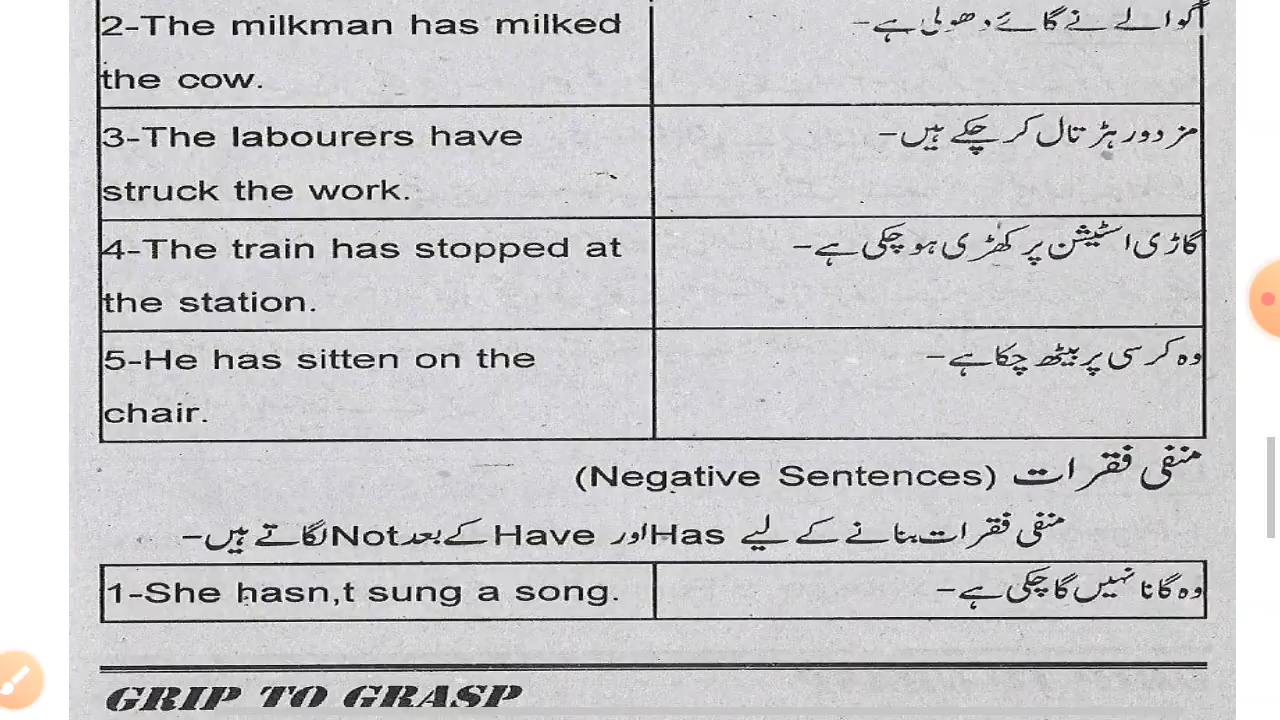 2-The milkman has milked
the cow.
گوالے نے گائے دھولی ہے-
3-The labourers have
struck the work.
مزدور ہڑتال کر چکے ہیں-
4-The train has stopped at
the station.
گاڑی اسٹیشن پر کھڑی ہو چکی ہے-
5-He has sitten on the
chair.
وہ کرسی پر بیٹھ چکا ہے-
منفی فقرات (Negative Sentences)
منفی فقرات بنانے کے لیے Has اور Have کے بعد Not لگاتے ہیں-
1-She hasn,t sung a song.
وہ گانا نہیں گا چکی ہے-
GRIP TO GRASP